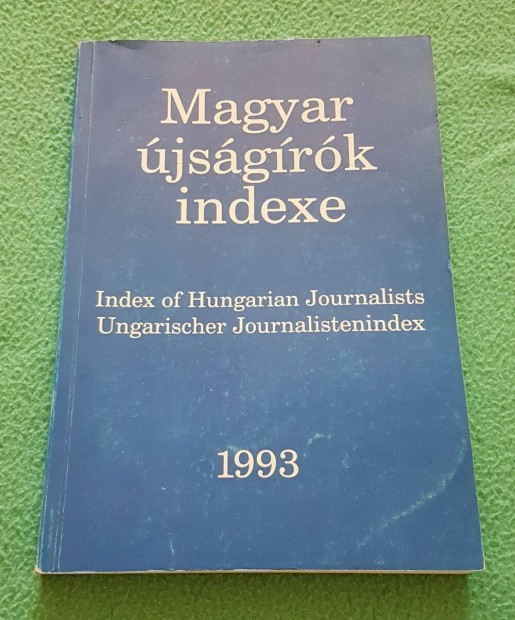 Magyar
újságírók
indexe
Index of Hungarian Journalists
Ungarischer Journalistenindex
1993